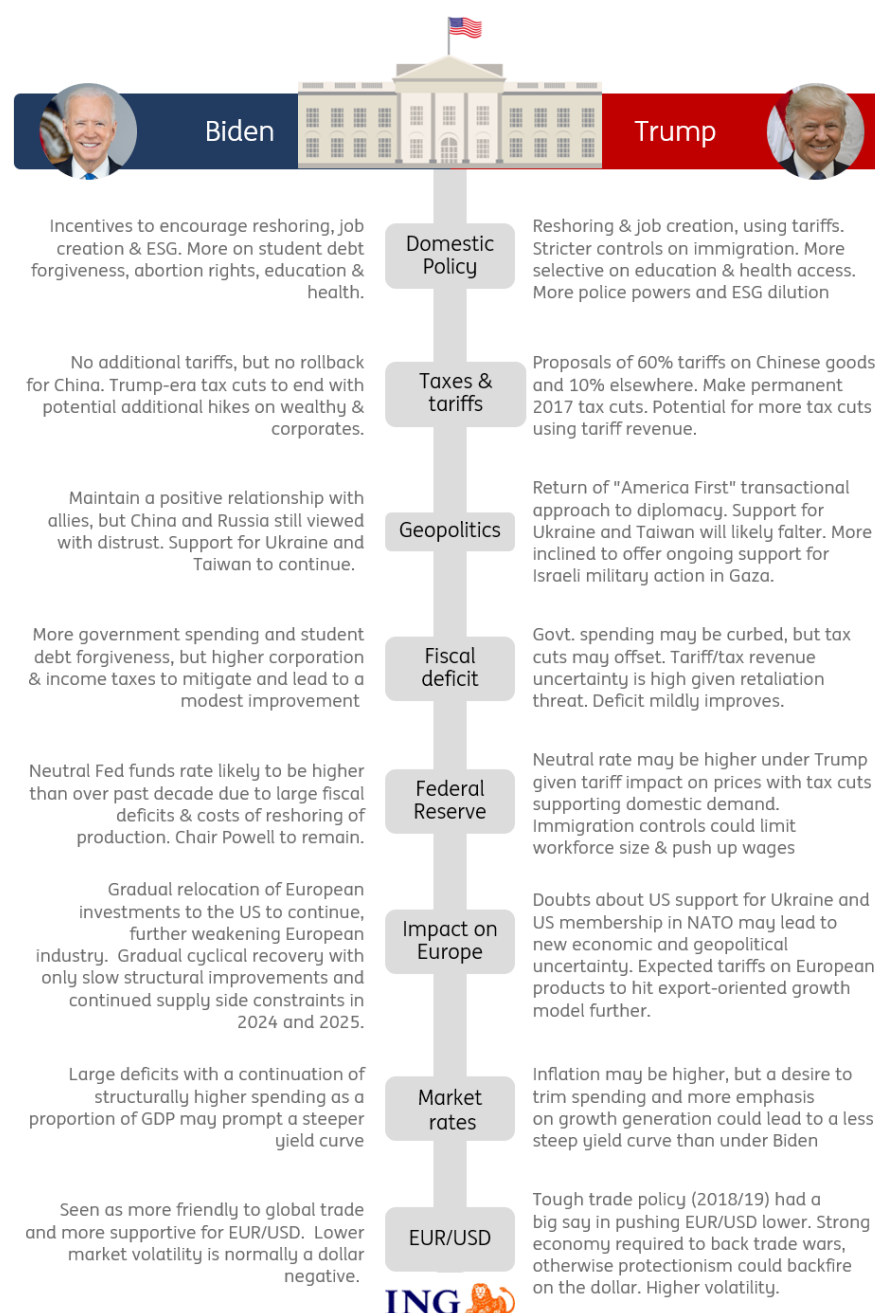 Biden
Trump
Incentives to encourage reshoring, job
creation & ESG. More on student debt
forgiveness, abortion rights, education &
health.
Domestic
Policy
Reshoring & job creation, using tariffs.
Stricter controls on immigration. More
selective on education & health access.
More police powers and ESG dilution
No additional tariffs, but no rollback
for China. Trump-era tax cuts to end with
potential additional hikes on wealthy &
corporates.
Taxes &
tariffs
Proposals of 60% tariffs on Chinese goods
and 10% elsewhere. Make permanent
2017 tax cuts. Potential for more tax cuts
using tariff revenue.
Maintain a positive relationship with
allies, but China and Russia still viewed
with distrust. Support for Ukraine and
Taiwan to continue.
Geopolitics
Return of "America First" transactional
approach to diplomacy. Support for
Ukraine and Taiwan will likely falter. More
inclined to offer ongoing support for
Israeli military action in Gaza.
More government spending and student
debt forgiveness, but higher corporation
& income taxes to mitigate and lead to a
modest improvement
Fiscal
deficit
Govt. spending may be curbed, but tax
cuts may offset. Tariff/tax revenue
uncertainty is high given retaliation
threat. Deficit mildly improves.
Neutral Fed funds rate likely to be higher
than over past decade due to large fiscal
deficits & costs of reshoring of
production. Chair Powell to remain.
Federal
Reserve
Neutral rate may be higher under Trump
given tariff impact on prices with tax cuts
supporting domestic demand.
Immigration controls could limit
workforce size & push up wages
Gradual relocation of European
investments to the US to continue,
further weakening European
industry. Gradual cyclical recovery with
only slow structural improvements and
continued supply side constraints in
2024 and 2025.
Impact on
Europe
Doubts about US support for Ukraine and
US membership in NATO may lead to
new economic and geopolitical
uncertainty. Expected tariffs on European
products to hit export-oriented growth
model further.
Large deficits with a continuation of
structurally higher spending as a
proportion of GDP may prompt a steeper
yield curve
Market
rates
Inflation may be higher, but a desire to
trim spending and more emphasis
on growth generation could lead to a less
steep yield curve than under Biden
Seen as more friendly to global trade
and more supportive for EUR/USD. Lower
market volatility is normally a dollar
negative.
EUR/USD
Tough trade policy (2018/19) had a
big say in pushing EUR/USD lower. Strong
economy required to back trade wars,
otherwise protectionism could backfire
on the dollar. Higher volatility.
ING